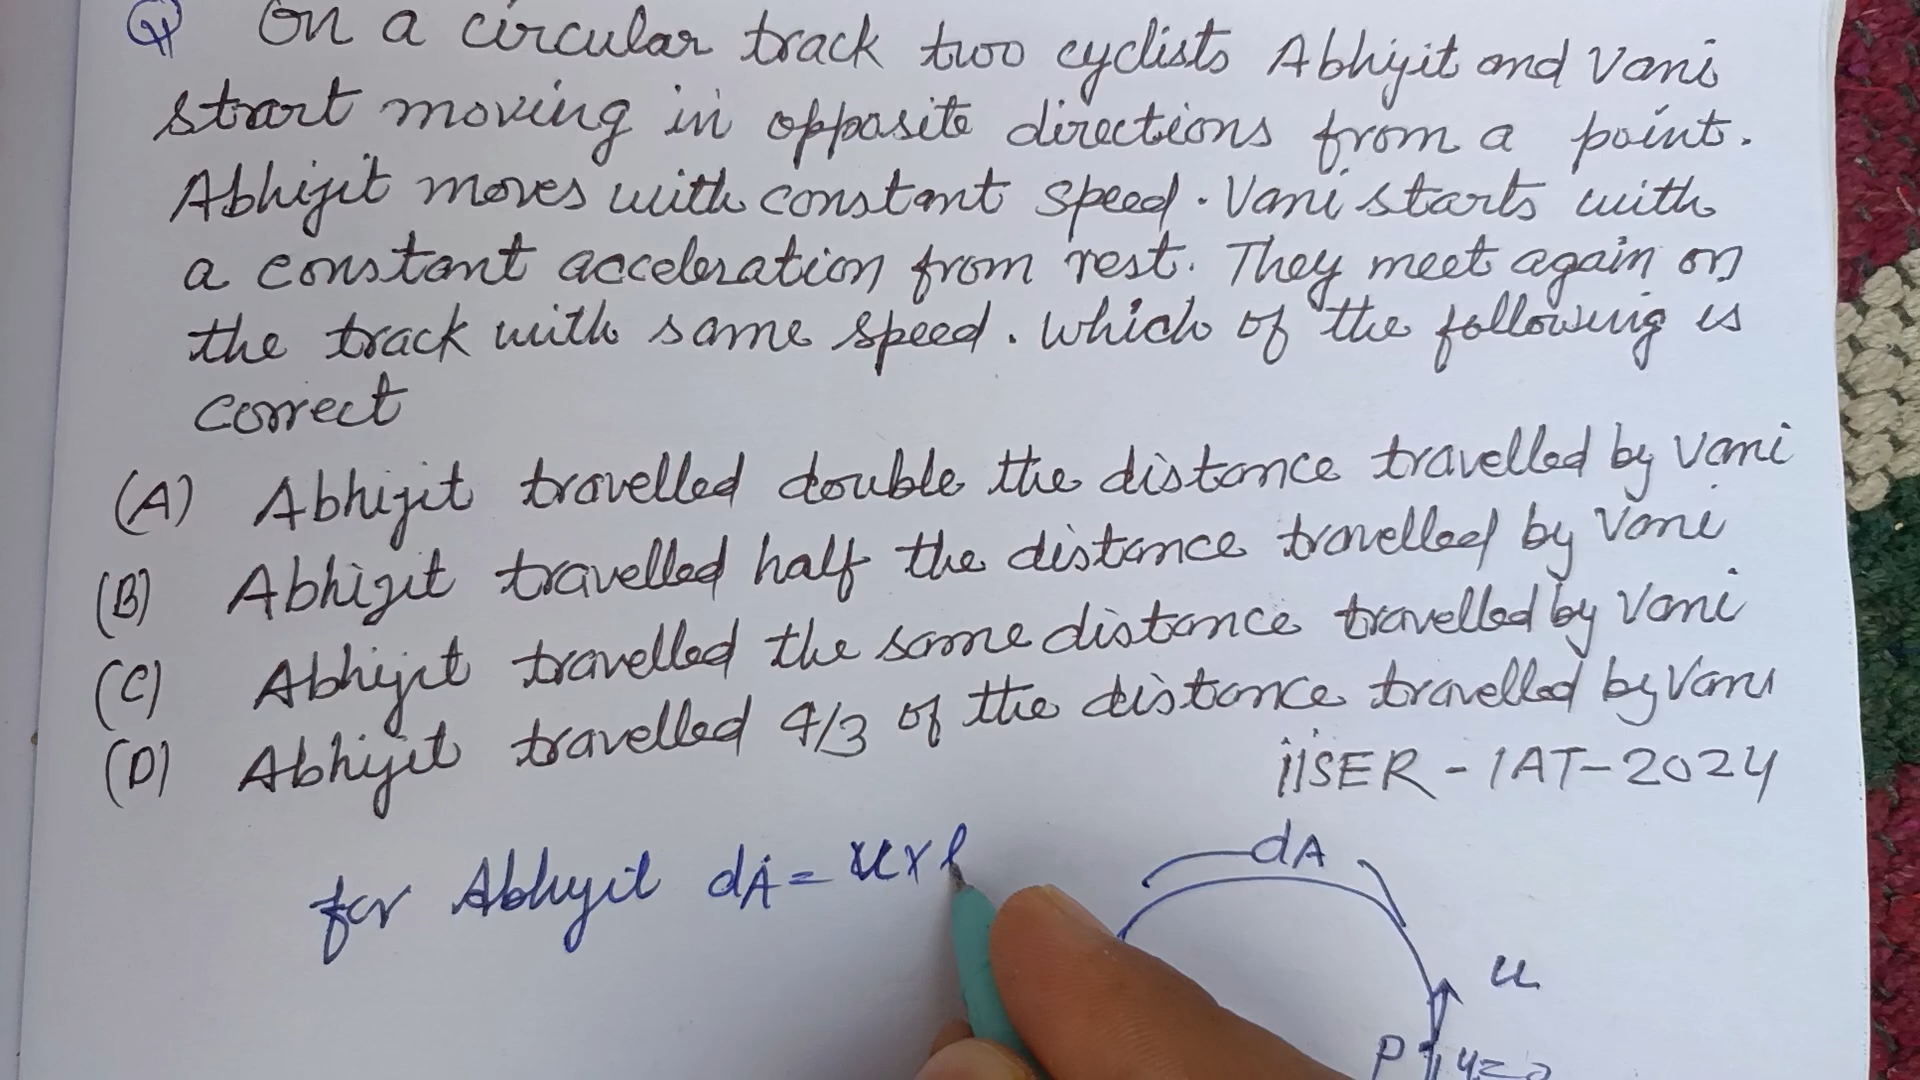 Q) On a circular track two cyclists Abhijit and Vani
start moving in opposite directions from a point.
Abhijit moves with constant speed. Vani starts with
a constant acceleration from rest. They meet again on
the track with same speed. which of the following is
correct
(A) Abhijit travelled double the distance travelled by Vani
(B) Abhijit travelled half the distance travelled by Vani
(C) Abhijit travelled the same distance travelled by Vani
(D) Abhijit travelled 4/3 of the distance travelled by Vani
iiSER - IAT-2024
for Abhijit dA = u x
dA
u
P